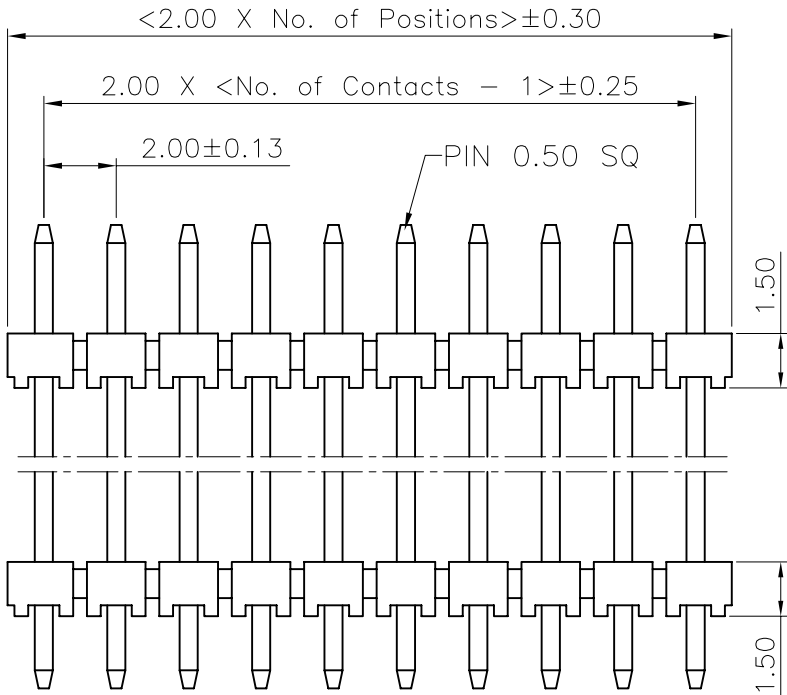 <2.00 X No. of Positions>±0.30
2.00 X <No. of Contacts - 1>±0.25
2.00±0.13
PIN 0.50 SQ
1.50
1.50